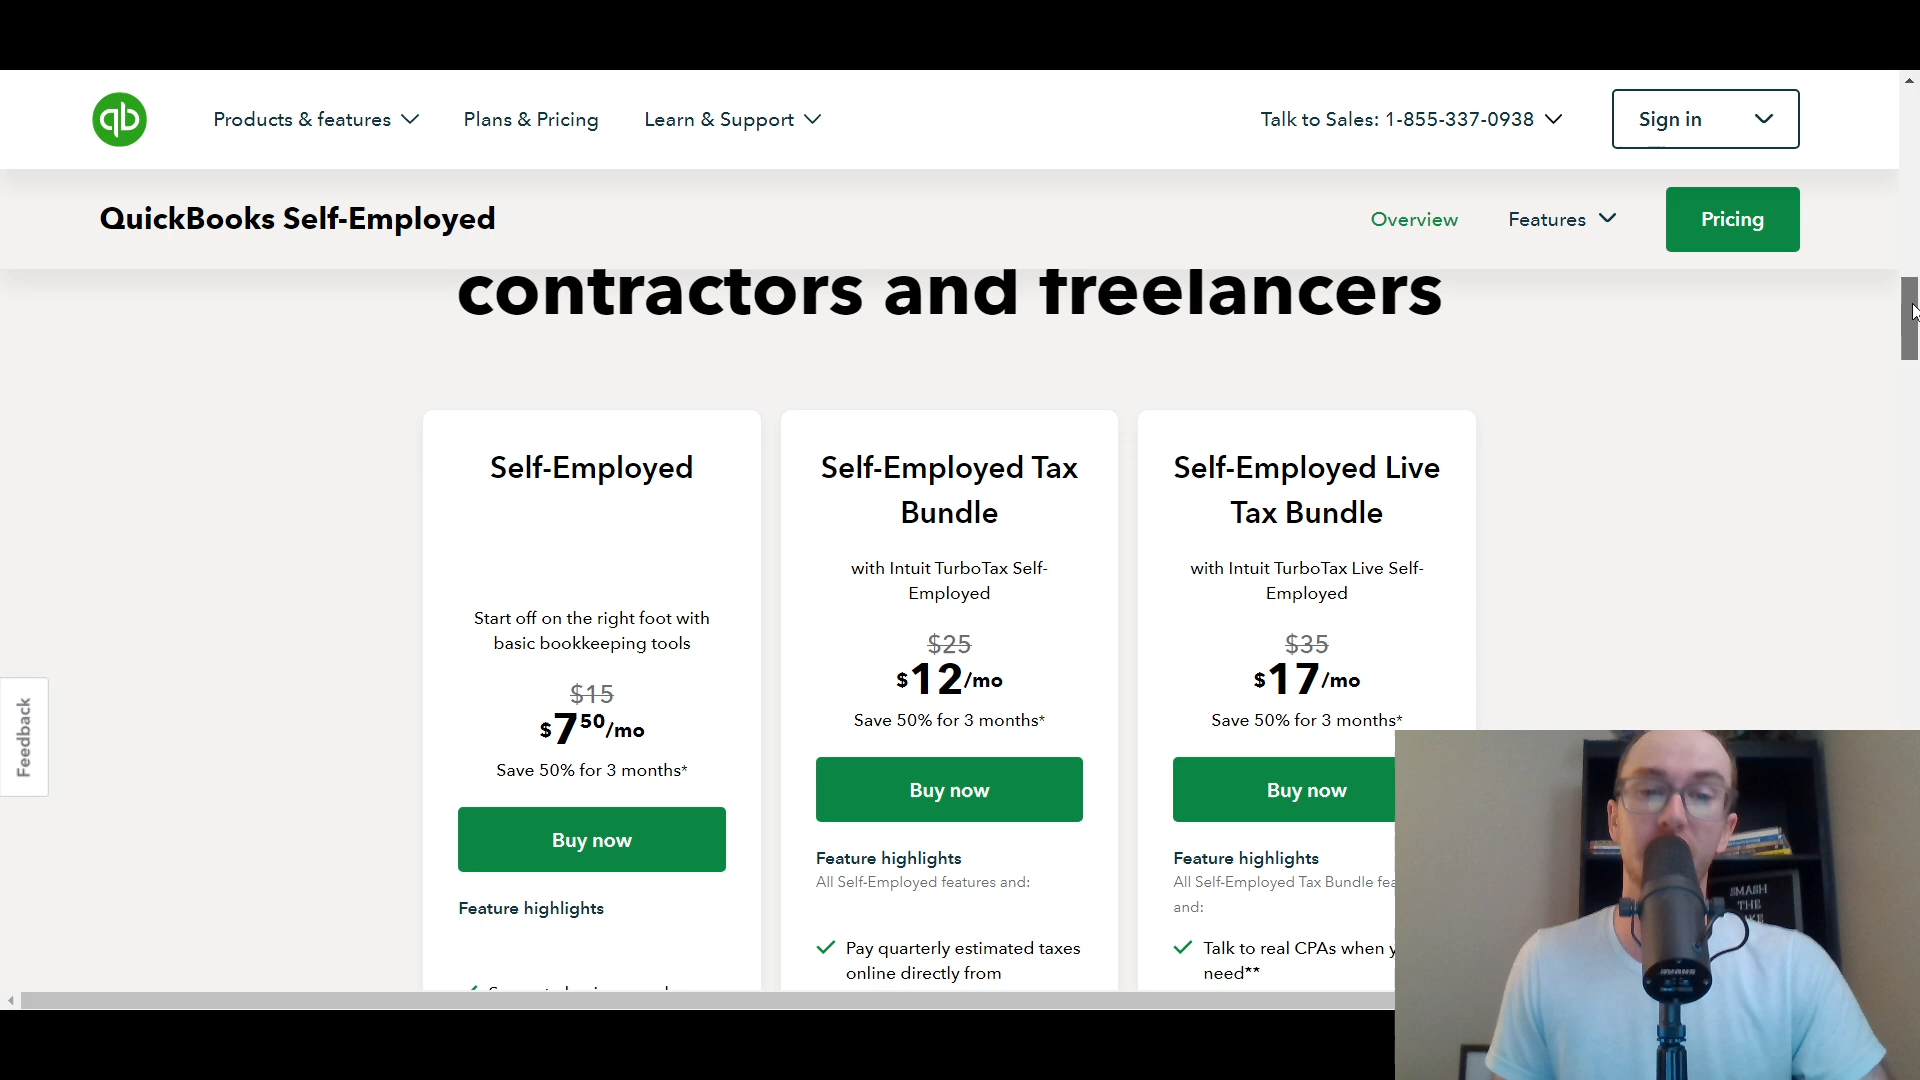 qb
Products & features
Plans & Pricing
Learn & Support
Talk to Sales: 1-855-337-0938
Sign in
QuickBooks Self-Employed
Overview
Features
Pricing
contractors and freelancers
Self-Employed
Start off on the right foot with
basic bookkeeping tools
$15
$7 50/mo
Save 50% for 3 months*
Buy now
Feature highlights
Self-Employed Tax
Bundle
with Intuit TurboTax Self-
Employed
$25
$12/mo
Save 50% for 3 months*
Buy now
Feature highlights
All Self-Employed features and:
Pay quarterly estimated taxes
online directly from
Self-Employed Live
Tax Bundle
with Intuit TurboTax Live Self-
Employed
$35
$17/mo
Save 50% for 3 months*
Buy now
Feature highlights
All Self-Employed Tax Bundle
and:
Talk to real CPAs when
need**
Feedback
SMASH
THE